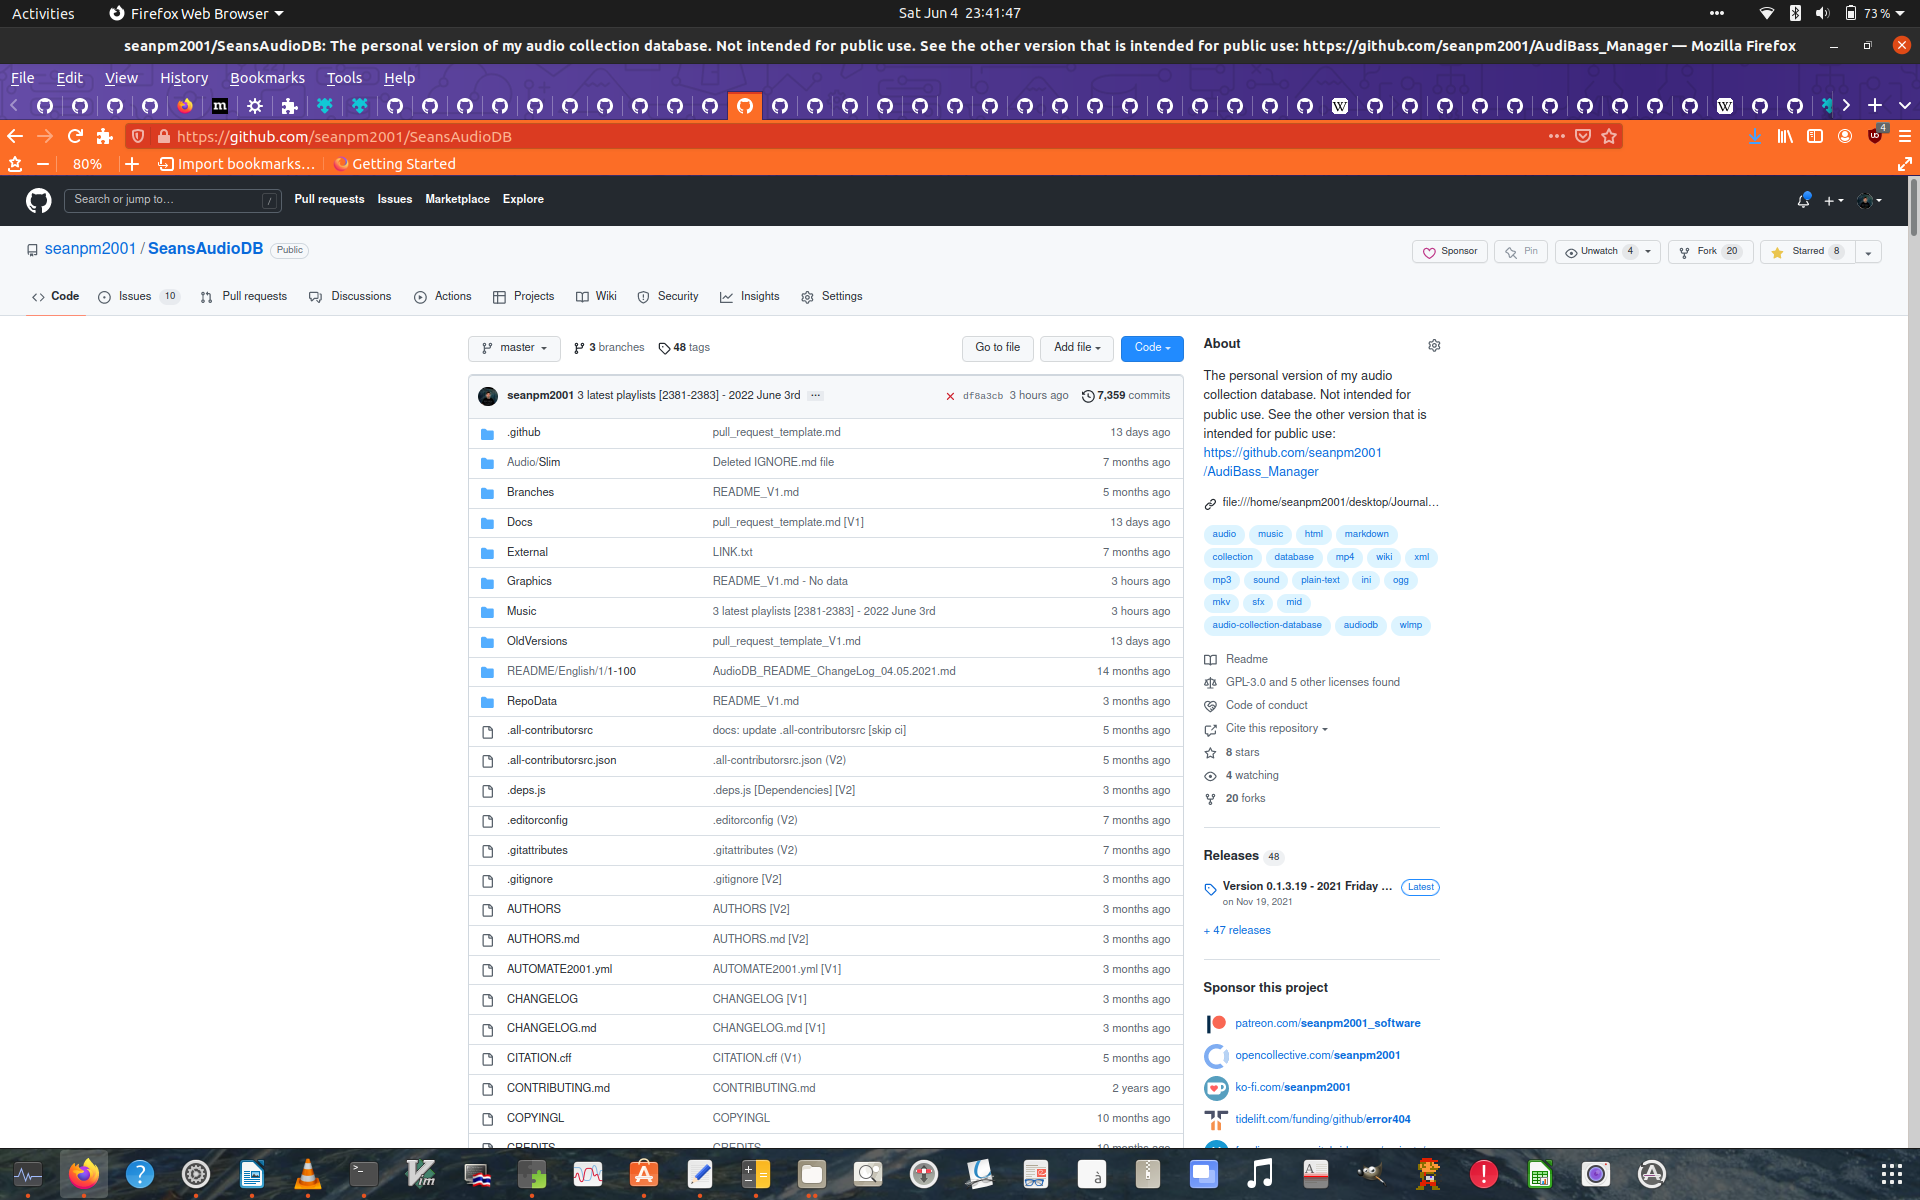 Activities
Firefox Web Browser
Sat Jun 4 23:41:47
73 %
seanpm2001/SeansAudioDB: The personal version of my audio collection database. Not intended for public use. See the other version that is intended for public use: https://github.com/seanpm2001/AudiBass_Manager — Mozilla Firefox
File Edit View History Bookmarks Tools Help
https://github.com/seanpm2001/SeansAudioDB
4
80%
Import bookmarks...
Getting Started
Search or jump to...
/
Pull requests Issues Marketplace Explore
seanpm2001 / SeansAudioDB Public
Sponsor
Pin
Unwatch 4
Fork 20
Starred 8
Code
Issues 10
Pull requests
Discussions
Actions
Projects
Wiki
Security
Insights
Settings
master
3 branches
48 tags
Go to file
Add file
Code
seanpm2001 3 latest playlists [2381-2383] - 2022 June 3rd ...
df8a3cb 3 hours ago 7,359 commits
.github pull_request_template.md 13 days ago
Audio/Slim Deleted IGNORE.md file 7 months ago
Branches README_V1.md 5 months ago
Docs pull_request_template.md [V1] 13 days ago
External LINK.txt 7 months ago
Graphics README_V1.md - No data 3 hours ago
Music 3 latest playlists [2381-2383] - 2022 June 3rd 3 hours ago
OldVersions pull_request_template_V1.md 13 days ago
README/English/1/1-100 AudioDB_README_ChangeLog_04.05.2021.md 14 months ago
RepoData README_V1.md 3 months ago
.all-contributorsrc docs: update .all-contributorsrc [skip ci] 5 months ago
.all-contributorsrc.json .all-contributorsrc.json (V2) 5 months ago
.deps.js .deps.js [Dependencies] [V2] 3 months ago
.editorconfig .editorconfig (V2) 7 months ago
.gitattributes .gitattributes (V2) 7 months ago
.gitignore .gitignore [V2] 3 months ago
AUTHORS AUTHORS [V2] 3 months ago
AUTHORS.md AUTHORS.md [V2] 3 months ago
AUTOMATE2001.yml AUTOMATE2001.yml [V1] 3 months ago
CHANGELOG CHANGELOG [V1] 3 months ago
CHANGELOG.md CHANGELOG.md [V1] 3 months ago
CITATION.cff CITATION.cff (V1) 5 months ago
CONTRIBUTING.md CONTRIBUTING.md 2 years ago
COPYINGL COPYINGL 10 months ago
CREDITS CREDITS 10 months ago
About
The personal version of my audio
collection database. Not intended for
public use. See the other version that is
intended for public use:
https://github.com/seanpm2001
/AudiBass_Manager
file:///home/seanpm2001/desktop/Journal...
audio music html markdown
collection database mp4 wiki xml
mp3 sound plain-text ini ogg
mkv sfx mid
audio-collection-database audiodb wlmp
Readme
GPL-3.0 and 5 other licenses found
Code of conduct
Cite this repository
8 stars
4 watching
20 forks
Releases 48
Version 0.1.3.19 - 2021 Friday ... Latest
on Nov 19, 2021
+ 47 releases
Sponsor this project
patreon.com/seanpm2001_software
opencollective.com/seanpm2001
ko-fi.com/seanpm2001
tidelift.com/funding/github/error404